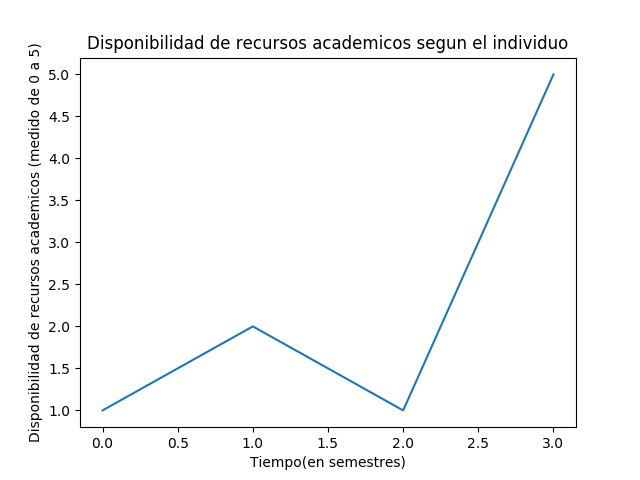 Disponibilidad de recursos academicos segun el individuo
Disponibilidad de recursos academicos (medido de 0 a 5)
5.0
4.5
4.0
3.5
3.0
2.5
2.0
1.5
1.0
0.0 0.5 1.0 1.5 2.0 2.5 3.0
Tiempo(en semestres)